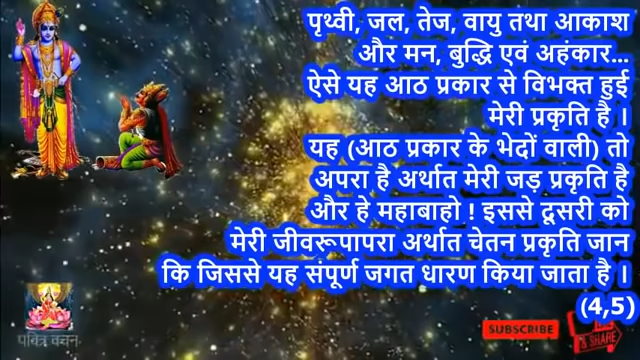 पृथ्वी, जल, तेज, वायु तथा आकाश
और मन, बुद्धि एवं अहंकार...
ऐसे यह आठ प्रकार से विभक्त हुई
मेरी प्रकृति है ।
यह (आठ प्रकार के भेदों वाली) तो
अपरा है अर्थात मेरी जड़ प्रकृति है
और हे महाबाहो ! इससे दूसरी को
मेरी जीवरूपापरा अर्थात चेतन प्रकृति जान
कि जिससे यह संपूर्ण जगत धारण किया जाता है ।
(4,5)
पवित्र वचन
SUBSCRIBE
& SHARE